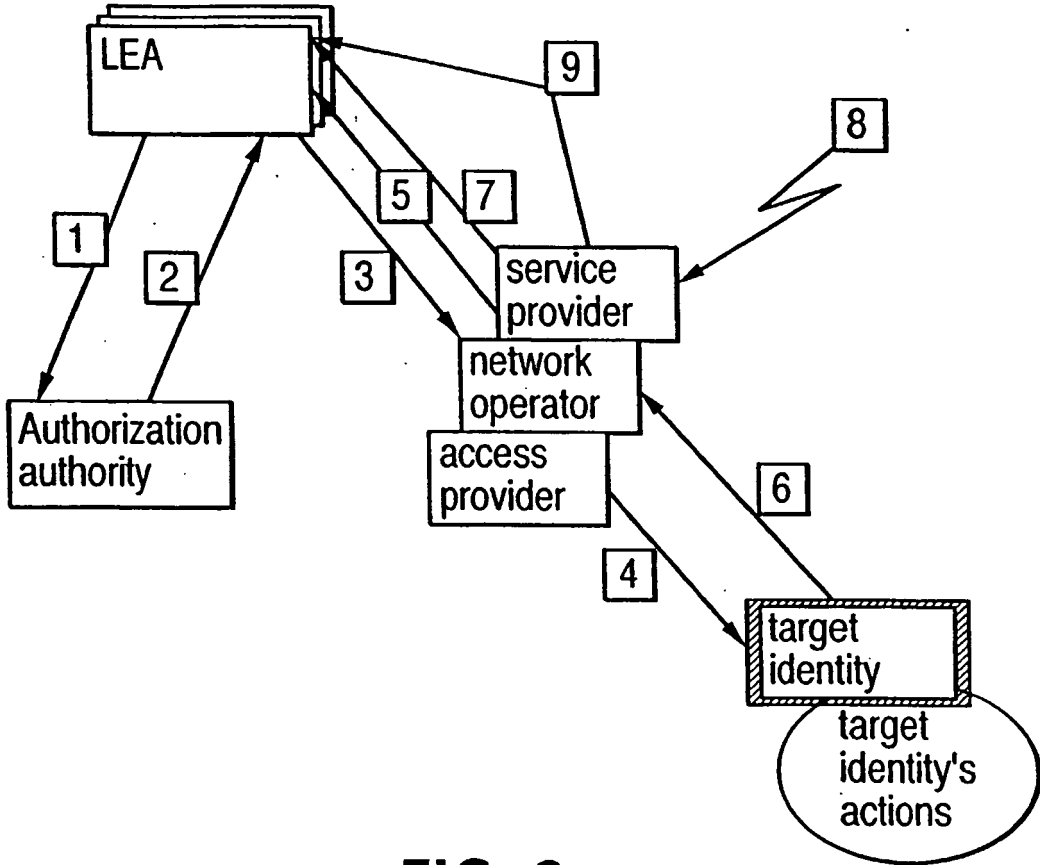 LEA
9
8
5
7
1
2
3
service
provider
network
operator
Authorization
authority
access
provider
6
4
target
identity
target
identity's
actions